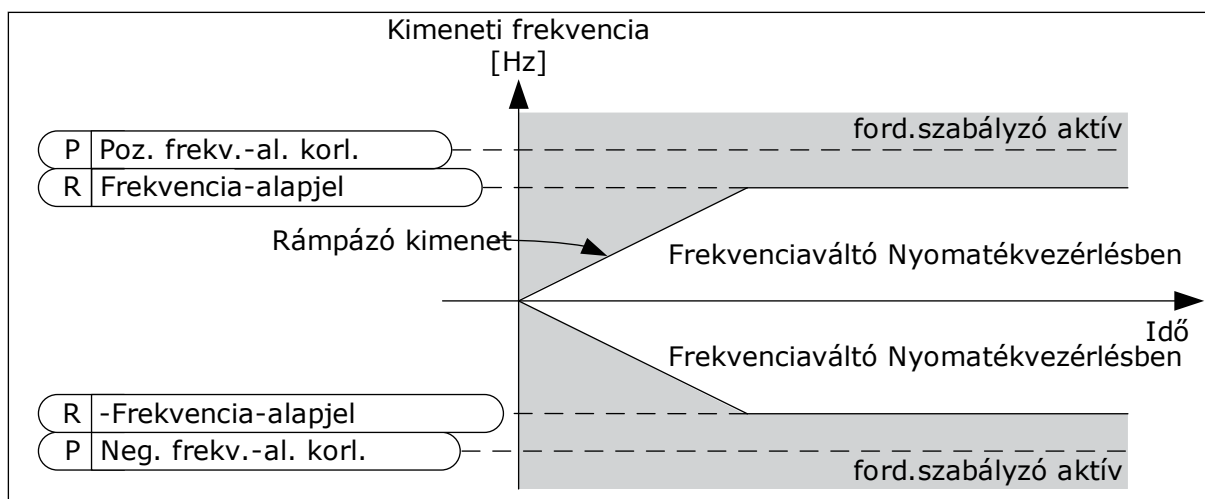 Kimeneti frekvencia
[Hz]
ford.szabályzó aktív
P Poz. frekv.-al. korl.
R Frekvencia-alapjel
Rámpázó kimenet
Frekvenciaváltó Nyomatékvezérlésben
Idő
Frekvenciaváltó Nyomatékvezérlésben
R -Frekvencia-alapjel
P Neg. frekv.-al. korl.
ford.szabályzó aktív